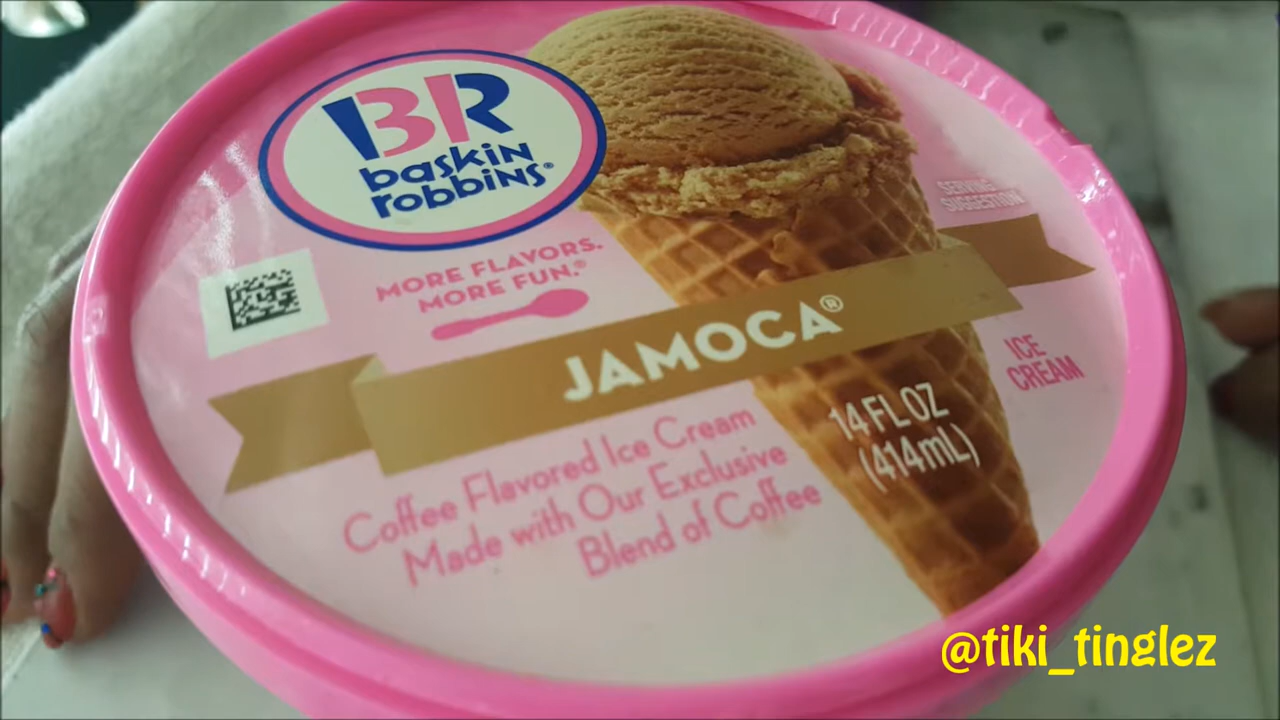 BR
baskin
robbins®
MORE FLAVORS.
MORE FUN.®
SERVING
SUGGESTION
JAMOCA®
ICE
CREAM
14 FL OZ
(414mL)
Coffee Flavored Ice Cream
Made with Our Exclusive
Blend of Coffee
@tiki_tinglez